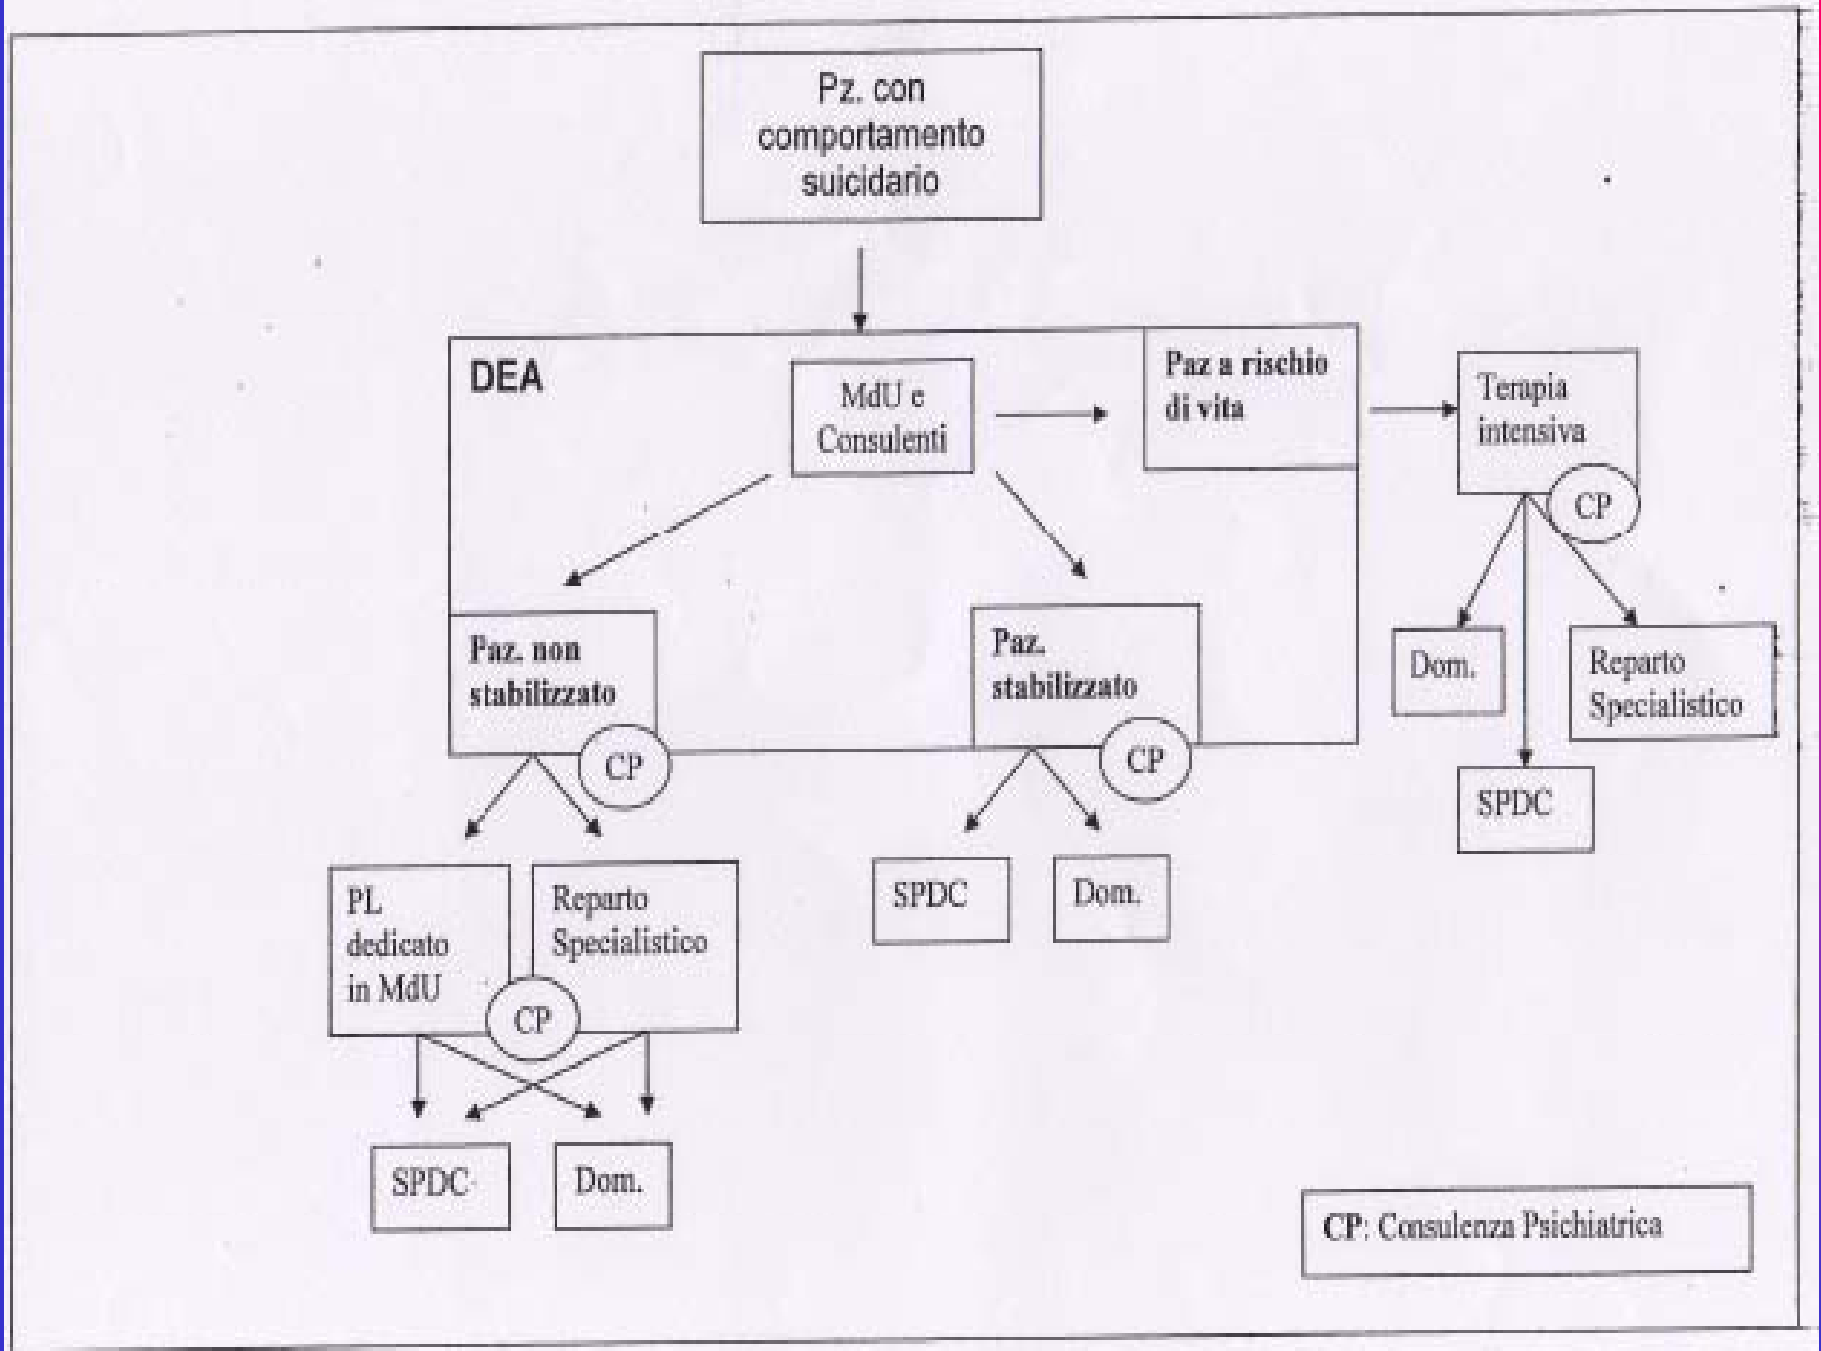 Pz. con
comportamento
suicidario
DEA
MdU e
Consulenti
Paz a rischio
di vita
Terapia
intensiva
CP
Paz. non
stabilizzato
CP
Paz.
stabilizzato
CP
Dom.
Reparto
Specialistico
SPDC
PL
dedicato
in MdU
Reparto
Specialistico
CP
SPDC
Dom.
SPDC
Dom.
CP: Consulenza Psichiatrica